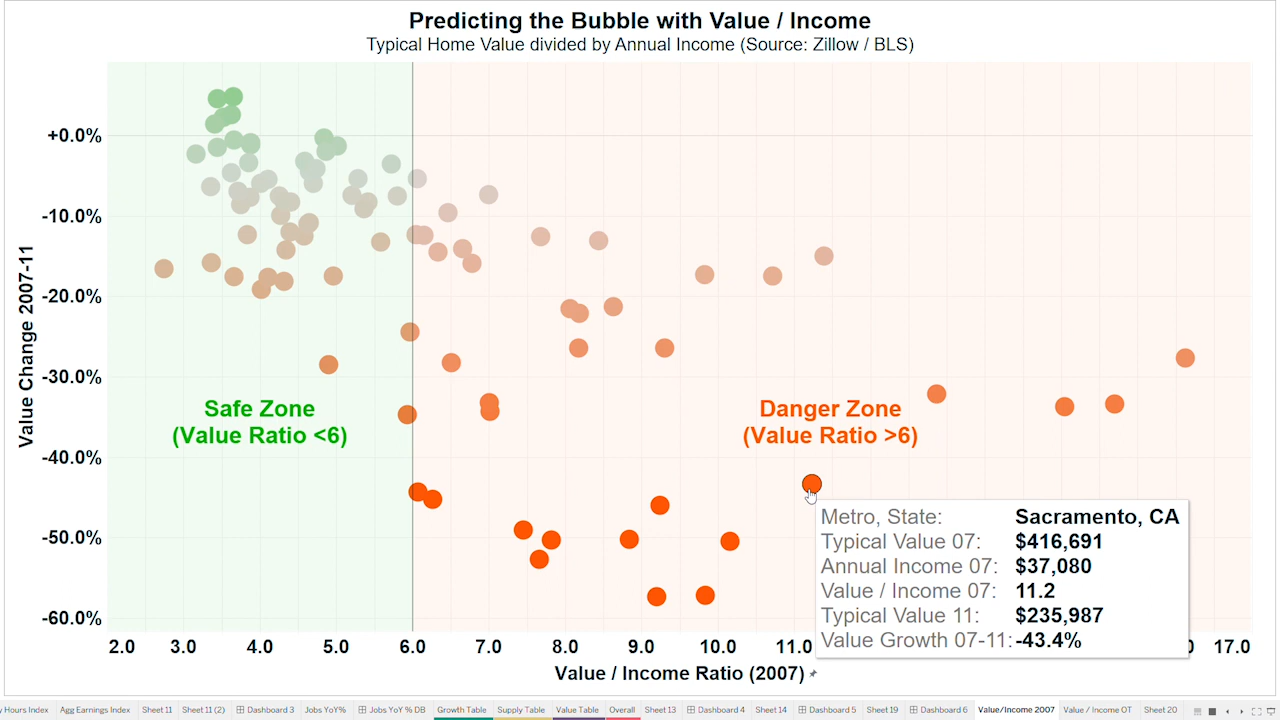 Predicting the Bubble with Value / Income
Typical Home Value divided by Annual Income (Source: Zillow / BLS)
Value Change 2007-11
+0.0%
-10.0%
-20.0%
-30.0%
-40.0%
-50.0%
-60.0%
Safe Zone
(Value Ratio <6)
Danger Zone
(Value Ratio >6)
Metro, State: Sacramento, CA
Typical Value 07: $416,691
Annual Income 07: $37,080
Value / Income 07: 11.2
Typical Value 11: $235,987
Value Growth 07-11: -43.4%
2.0 3.0 4.0 5.0 6.0 7.0 8.0 9.0 10.0 11.0 .0 17.0
Value / Income Ratio (2007)
y Hours Index Agg Earnings Index Sheet 11 Sheet 11 (2) Dashboard 3 Jobs YoY% Jobs YoY % DB Growth Table Supply Table Value Table Overall Sheet 13 Dashboard 4 Sheet 14 Dashboard 5 Sheet 19 Dashboard 6 Value/Income 2007 Value / Income OT Sheet 20